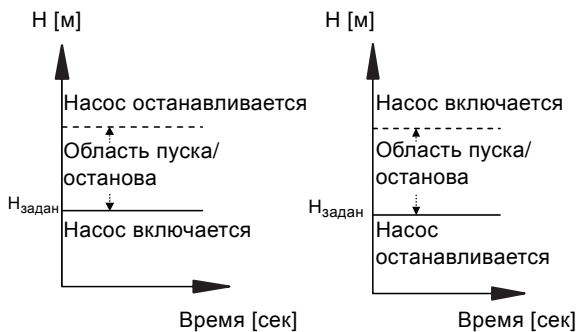 H [м]
Насос останавливается
Область пуска/
останова
Hзадан
Насос включается
Время [сек]
H [м]
Насос включается
Область пуска/
останова
Hзадан
Насос
останавливается
Время [сек]